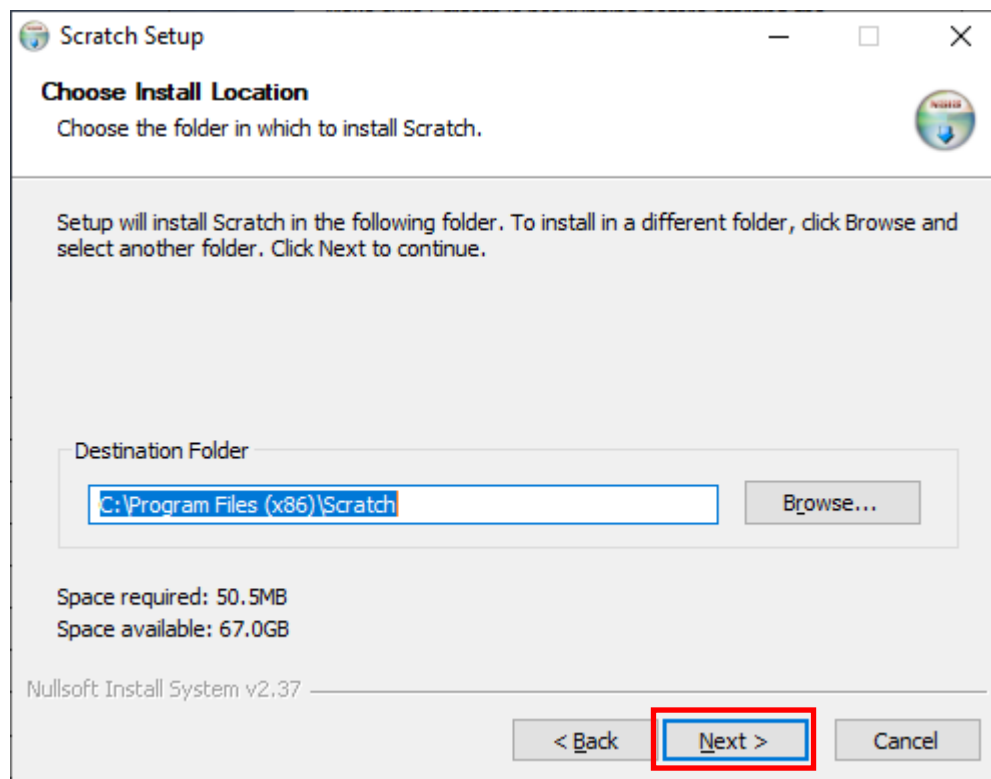 Scratch Setup
Choose Install Location
Choose the folder in which to install Scratch.
Setup will install Scratch in the following folder. To install in a different folder, click Browse and
select another folder. Click Next to continue.
Destination Folder
C:\Program Files (x86)\Scratch
Browse...
Space required: 50.5MB
Space available: 67.0GB
Nullsoft Install System v2.37
< Back
Next >
Cancel